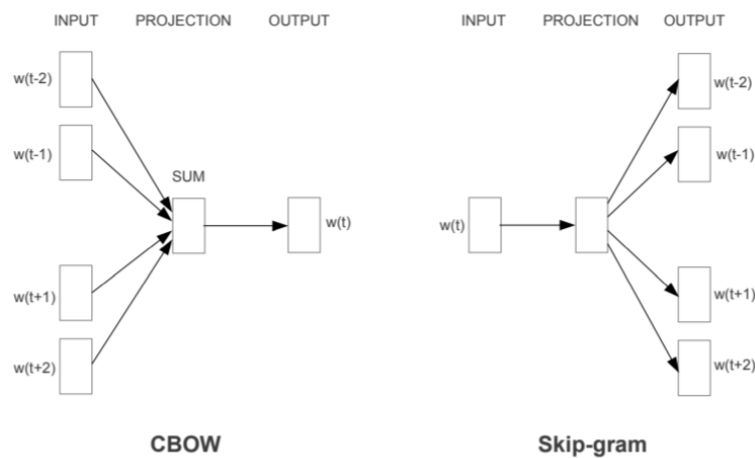 INPUT PROJECTION OUTPUT
w(t-2)
w(t-1)
SUM
w(t)
w(t+1)
w(t+2)
CBOW
INPUT PROJECTION OUTPUT
w(t-2)
w(t-1)
w(t)
w(t+1)
w(t+2)
Skip-gram